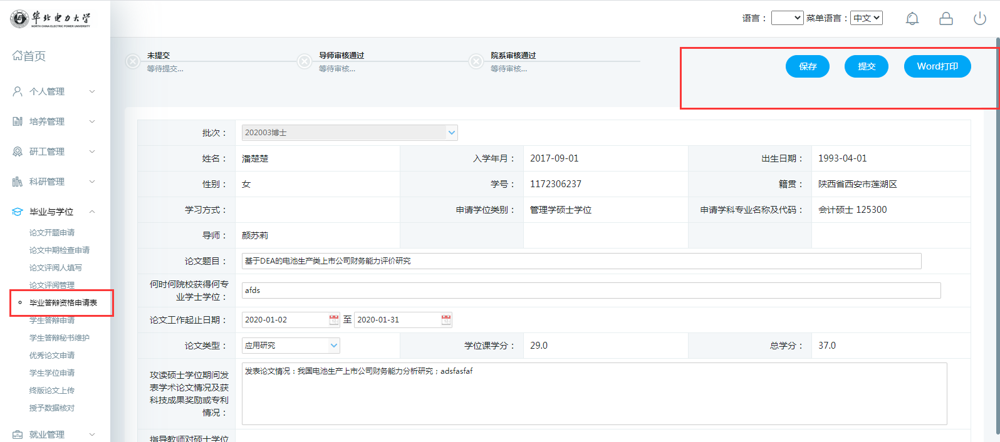 华北电力大学
NORTH CHINA ELECTRIC POWER UNIVERSITY
语言：
菜单语言：中文
首页
个人管理
培养管理
研工管理
科研管理
毕业与学位
论文开题申请
论文中期检查申请
论文评阅人填写
论文评阅管理
毕业答辩资格申请表
学生答辩申请
学生答辩秘书维护
优秀论文申请
学生学位申请
终版论文上传
授予数据核对
就业管理
未提交
等待提交...
导师审核通过
等待审核...
院系审核通过
等待审核...
保存
提交
Word打印
批次： 202003博士
姓名： 潘楚楚 入学年月： 2017-09-01 出生日期： 1993-04-01
性别： 女 学号： 1172306237 籍贯： 陕西省西安市莲湖区
学习方式： 申请学位类别： 管理学硕士学位 申请学科专业名称及代码： 会计硕士 125300
导师： 颜苏莉
论文题目： 基于DEA的电池生产类上市公司财务能力评价研究
何时何院校获得何专
业学士学位： afds
论文工作起止日期： 2020-01-02 至 2020-01-31
论文类型： 应用研究 学位课学分： 29.0 总学分： 37.0
攻读硕士学位期间发
表学术论文情况及获
科技成果奖励或专利
情况：
发表论文情况：我国电池生产上市公司财务能力分析研究；adsfasfaf
指导教师对硕士学位